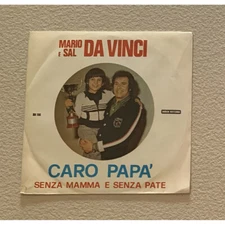 MARIO
E SAL DA VINCI
CARO PAPA'
SENZA MAMMA E SENZA PATE